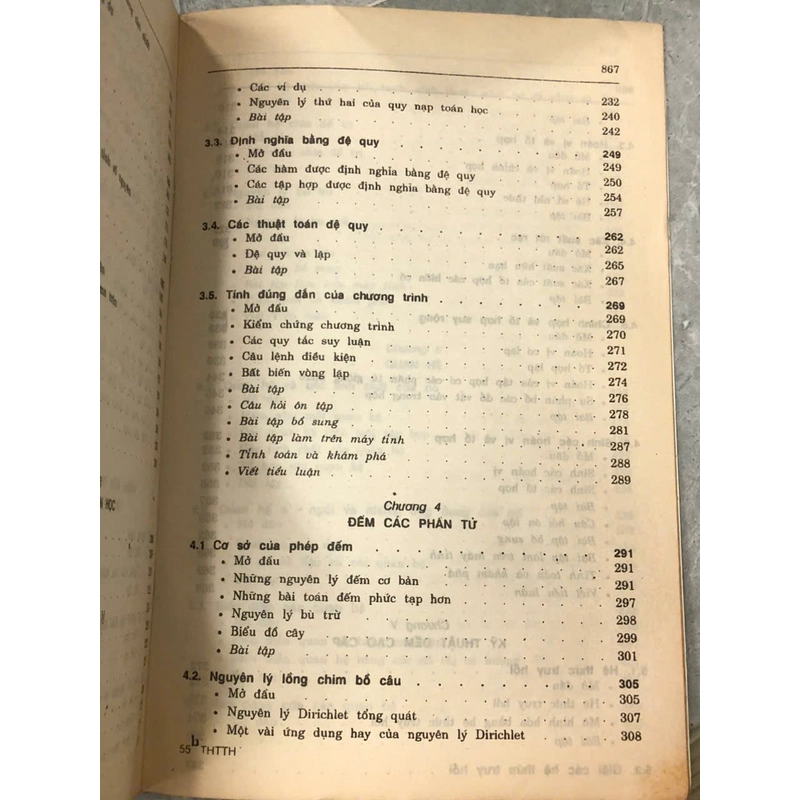 867
• Các ví dụ 232
• Nguyên lý thứ hai của quy nạp toán học 240
• Bài tập 242
3.3. Định nghĩa bằng đệ quy 249
• Mở đầu 249
• Các hàm được định nghĩa bằng đệ quy 250
• Các tập hợp được định nghĩa bằng đệ quy 254
• Bài tập 257
3.4. Các thuật toán đệ quy 262
• Mở đầu 262
• Đệ quy và lặp 265
• Bài tập 267
3.5. Tính đúng đắn của chương trình 269
• Mở đầu 269
• Kiểm chứng chương trình 270
• Các quy tắc suy luận 271
• Câu lệnh điều kiện 272
• Bất biến vòng lặp 274
• Bài tập 276
• Câu hỏi ôn tập 278
• Bài tập bổ sung 281
• Bài tập làm trên máy tính 287
• Tính toán và khám phá 288
• Viết tiểu luận 289
Chương 4
ĐẾM CÁC PHẦN TỬ
4.1 Cơ sở của phép đếm 291
• Mở đầu 291
• Những nguyên lý đếm cơ bản 291
• Những bài toán đếm phức tạp hơn 297
• Nguyên lý bù trừ 298
• Biểu đồ cây 299
• Bài tập 301
4.2. Nguyên lý lồng chim bồ câu 305
• Mở đầu 305
• Nguyên lý Dirichlet tổng quát 307
• Một vài ứng dụng hay của nguyên lý Dirichlet 308
55b THTTH